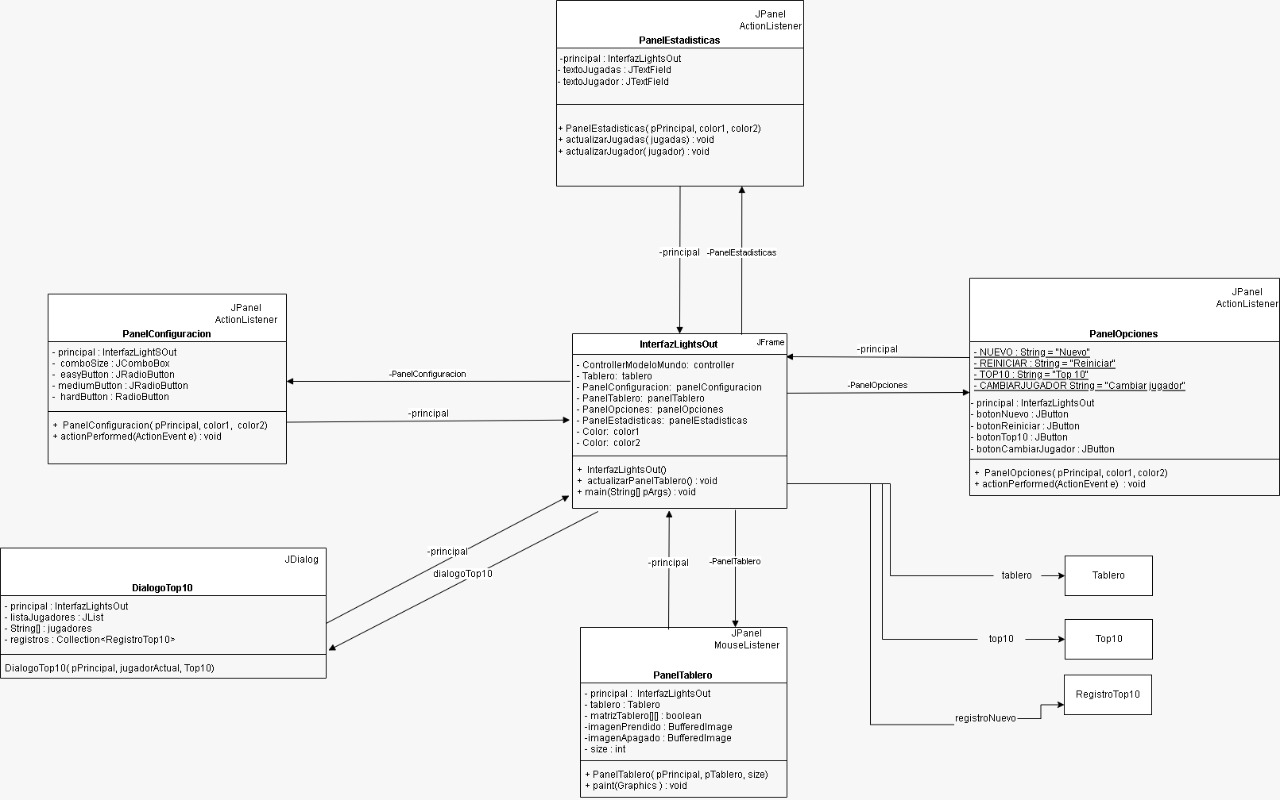 JPanel
ActionListener
PanelEstadisticas
-principal : InterfazLightsOut
- textoJugadas : JTextField
- textoJugador : JTextField
+ PanelEstadisticas( pPrincipal, color1, color2)
+ actualizarJugadas( jugadas) : void
+ actualizarJugador( jugador) : void
-principal
-PanelEstadisticas
JPanel
ActionListener
PanelConfiguracion
- principal : InterfazLightSOut
- comboSize : JComboBox
- easyButton : JRadioButton
- mediumButton : JRadioButton
- hardButton : RadioButton
+ PanelConfiguracion( pPrincipal, color1, color2)
+ actionPerformed(ActionEvent e) : void
-PanelConfiguracion
-principal
InterfazLightsOut
JFrame
- ControllerModeloMundo: controller
- Tablero: tablero
- PanelConfiguracion: panelConfiguracion
- PanelTablero: panelTablero
- PanelOpciones: panelOpciones
- PanelEstadisticas: panelEstadisticas
- Color: color1
- Color: color2
+ InterfazLightsOut()
+ actualizarPanelTablero() : void
+ main(String[] pArgs) : void
-principal
-PanelOpciones
JPanel
ActionListener
PanelOpciones
- NUEVO : String = "Nuevo"
- REINICIAR : String = "Reiniciar"
- TOP10 : String = "Top 10"
- CAMBIARJUGADOR String = "Cambiar jugador"
- principal : InterfazLightsOut
- botonNuevo : JButton
- botonReiniciar : JButton
- botonTop10 : JButton
- botonCambiarJugador : JButton
+ PanelOpciones( pPrincipal, color1, color2)
+ actionPerformed(ActionEvent e) : void
-principal
dialogoTop10
JDialog
DialogoTop10
- principal : InterfazLightsOut
- listaJugadores : JList
- String[] : jugadores
- registros : Collection<RegistroTop10>
DialogoTop10( pPrincipal, jugadorActual, Top10)
-principal
-PanelTablero
JPanel
MouseListener
PanelTablero
- principal : InterfazLightsOut
- tablero : Tablero
- matrizTablero[][] : boolean
-imagenPrendido : BufferedImage
-imagenApagado : BufferedImage
- size : int
+ PanelTablero( pPrincipal, pTablero, size)
+ paint(Graphics ) : void
tablero
Tablero
top10
Top10
registroNuevo
RegistroTop10